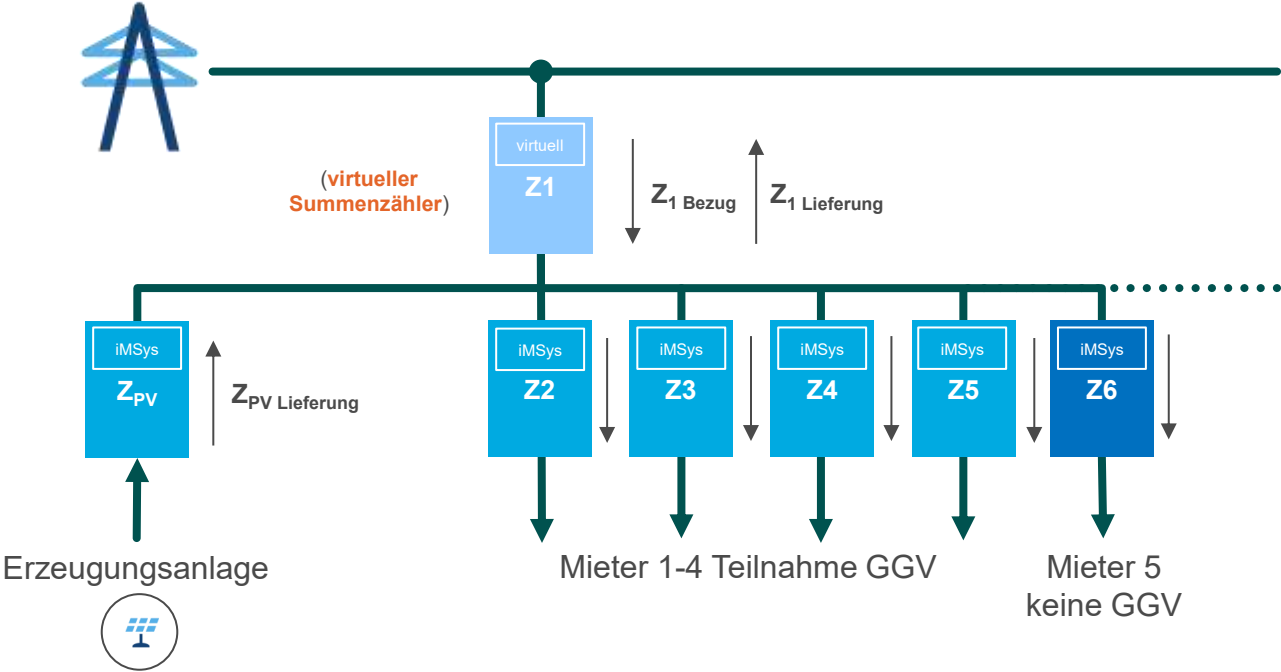 virtuell
Z1
(virtueller
Summenzähler)
Z1 Bezug
Z1 Lieferung
iMSys
ZPV
ZPV Lieferung
iMSys
Z2
iMSys
Z3
iMSys
Z4
iMSys
Z5
iMSys
Z6
Erzeugungsanlage
Mieter 1-4 Teilnahme GGV
Mieter 5
keine GGV